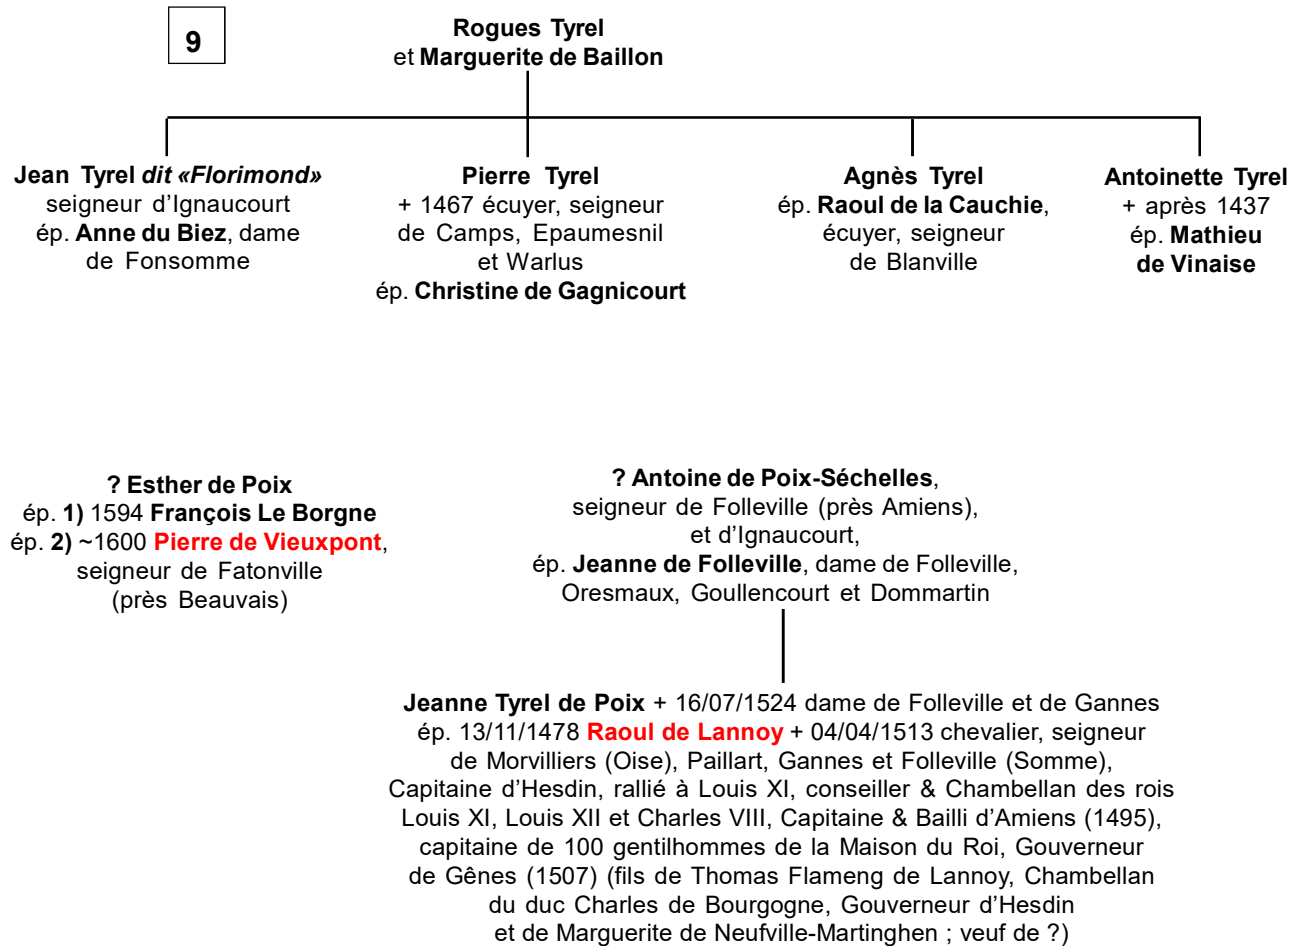 9
Rogues Tyrel
et Marguerite de Baillon
Jean Tyrel dit «Florimond»
seigneur d'Ignaucourt
ép. Anne du Biez, dame
de Fonsomme
Pierre Tyrel
+ 1467 écuyer, seigneur
de Camps, Epaumesnil
et Warlus
ép. Christine de Gagnicourt
Agnès Tyrel
ép. Raoul de la Cauchie,
écuyer, seigneur
de Blanville
Antoinette Tyrel
+ après 1437
ép. Mathieu
de Vinaise
? Esther de Poix
ép. 1) 1594 François Le Borgne
ép. 2) ~1600 Pierre de Vieuxpont,
seigneur de Fatonville
(près Beauvais)
? Antoine de Poix-Séchelles,
seigneur de Folleville (près Amiens),
et d'Ignaucourt,
ép. Jeanne de Folleville, dame de Folleville,
Oresmaux, Goullencourt et Dommartin
Jeanne Tyrel de Poix + 16/07/1524 dame de Folleville et de Gannes
ép. 13/11/1478 Raoul de Lannoy + 04/04/1513 chevalier, seigneur
de Morvilliers (Oise), Paillart, Gannes et Folleville (Somme),
Capitaine d'Hesdin, rallié à Louis XI, conseiller & Chambellan des rois
Louis XI, Louis XII et Charles VIII, Capitaine & Bailli d'Amiens (1495),
capitaine de 100 gentilhommes de la Maison du Roi, Gouverneur
de Gênes (1507) (fils de Thomas Flameng de Lannoy, Chambellan
du duc Charles de Bourgogne, Gouverneur d'Hesdin
et de Marguerite de Neufville-Martinghen ; veuf de ?)